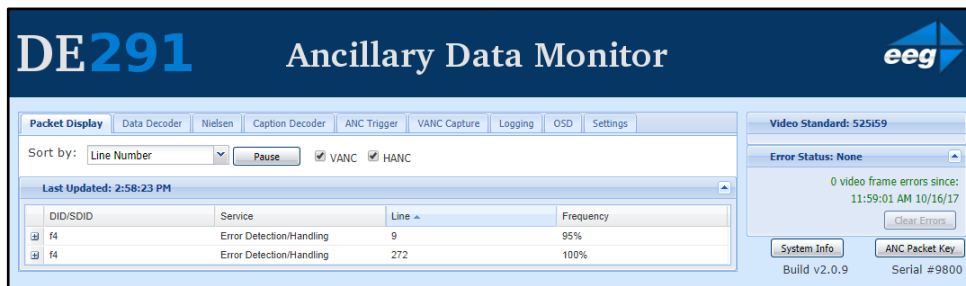 DE291 Ancillary Data Monitor eeg
Packet Display Data Decoder Nielsen Caption Decoder ANC Trigger VANC Capture Logging OSD Settings
Sort by: Line Number Pause VANC HANC
Last Updated: 2:58:23 PM
DID/SDID Service Line Frequency
f4 Error Detection/Handling 9 95%
f4 Error Detection/Handling 272 100%
Video Standard: 525i59
Error Status: None
0 video frame errors since:
11:59:01 AM 10/16/17
Clear Errors
System Info ANC Packet Key
Build v2.0.9 Serial #9800